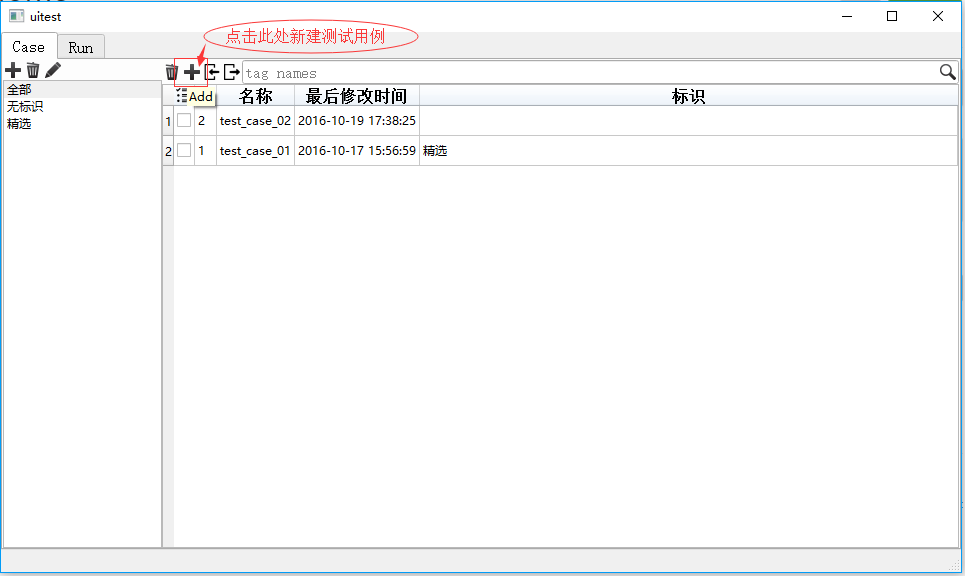 uitest
Case Run
点击此处新建测试用例
tag names
全部
无标识
精选
Add
名称 最后修改时间 标识
1 2 test_case_02 2016-10-19 17:38:25
2 1 test_case_01 2016-10-17 15:56:59 精选